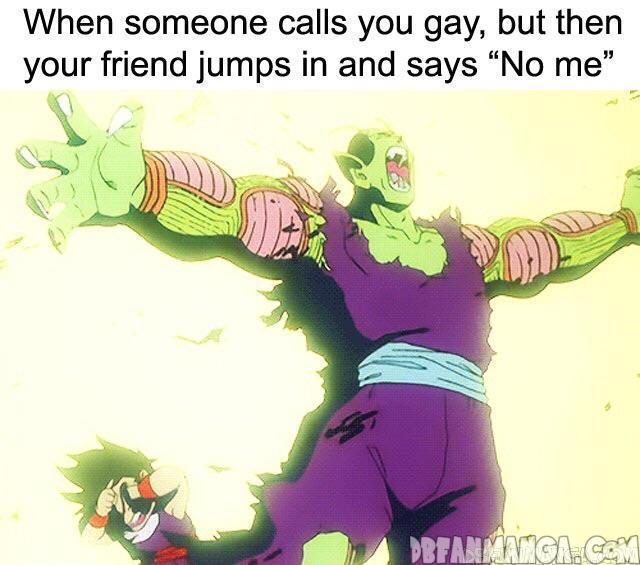 When someone calls you gay, but then
your friend jumps in and says “No me”
DBFANMANGA.COM